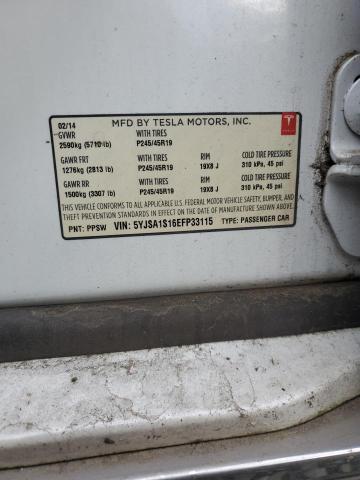 02/14 MFD BY TESLA MOTORS, INC.
GVWR WITH TIRES
2590kg (5710 lb) P245/45R19
GAWR FRT WITH TIRES RIM COLD TIRE PRESSURE
1276kg (2813 lb) P245/45R19 19X8 J 310 kPa, 45 psi
GAWR RR WITH TIRES RIM COLD TIRE PRESSURE
1500kg (3307 lb) P245/45R19 19X8 J 310 kPa, 45 psi
THIS VEHICLE CONFORMS TO ALL APPLICABLE U.S. FEDERAL MOTOR VEHICLE SAFETY, BUMPER, AND
THEFT PREVENTION STANDARDS IN EFFECT ON THE DATE OF MANUFACTURE SHOWN ABOVE.
PNT: PPSW VIN: 5YJSA1S16EFP33115 TYPE: PASSENGER CAR
TESLA